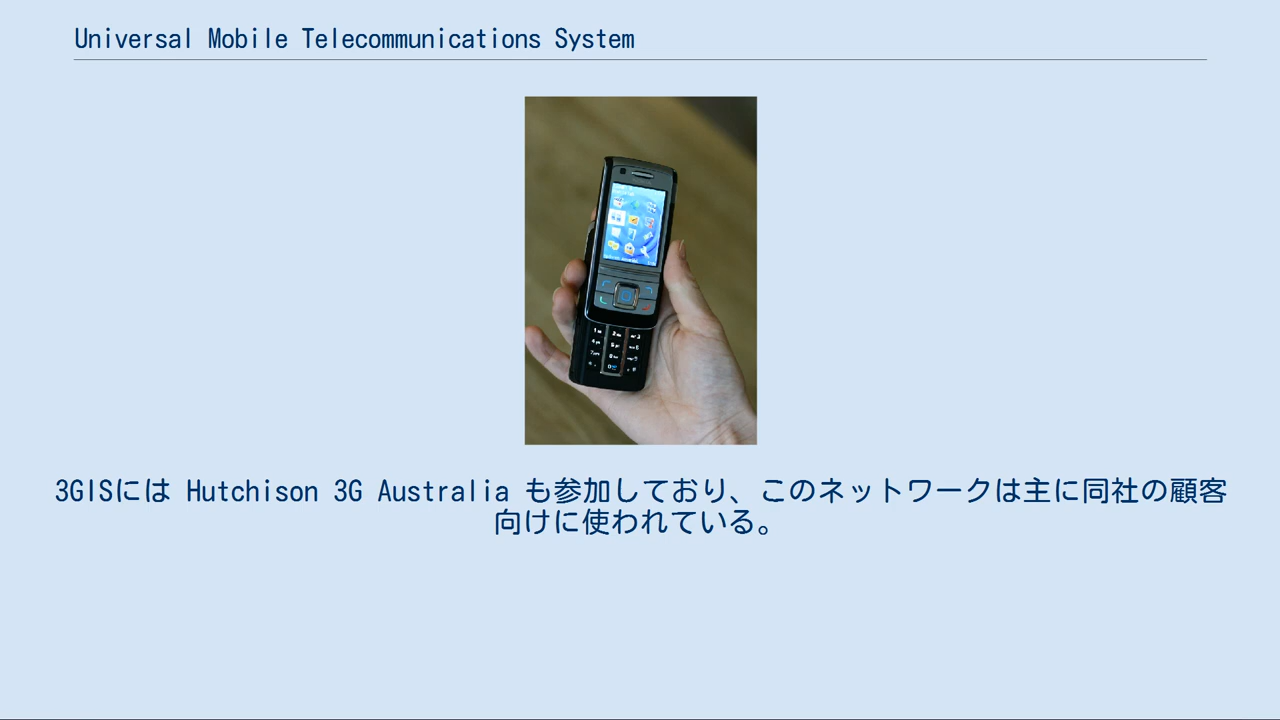 Universal Mobile Telecommunications System
3GISには Hutchison 3G Australia も参加しており、このネットワークは主に同社の顧客
向けに使われている。